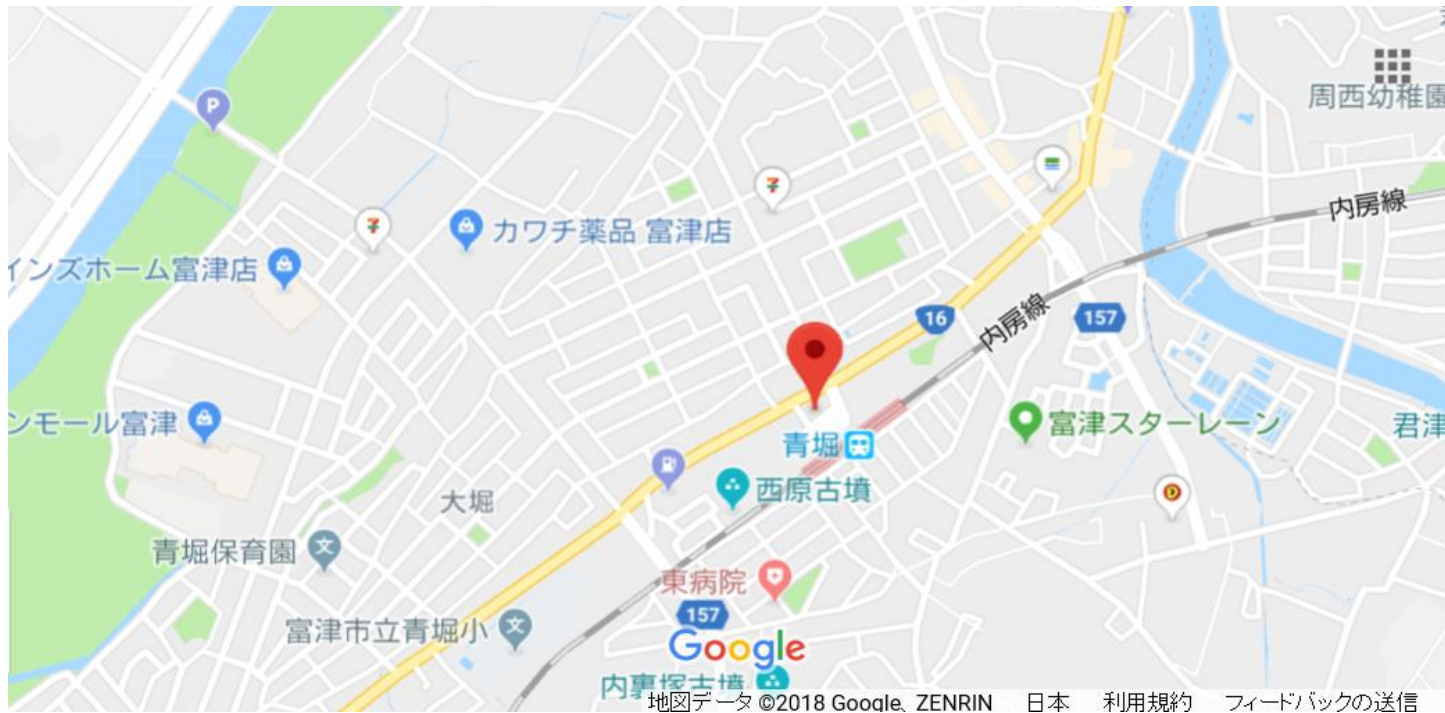 周西幼稚園
P
内房線
カワチ薬品 富津店
インズホーム富津店
16
内房線
157
ンモール富津
富津スターレーン
君津
青堀
西原古墳
大堀
青堀保育園
文
東病院
157
富津市立青堀小
文
Google
内裏塚古墳
地図データ ©2018 Google、ZENRIN 日本 利用規約 フィードバックの送信